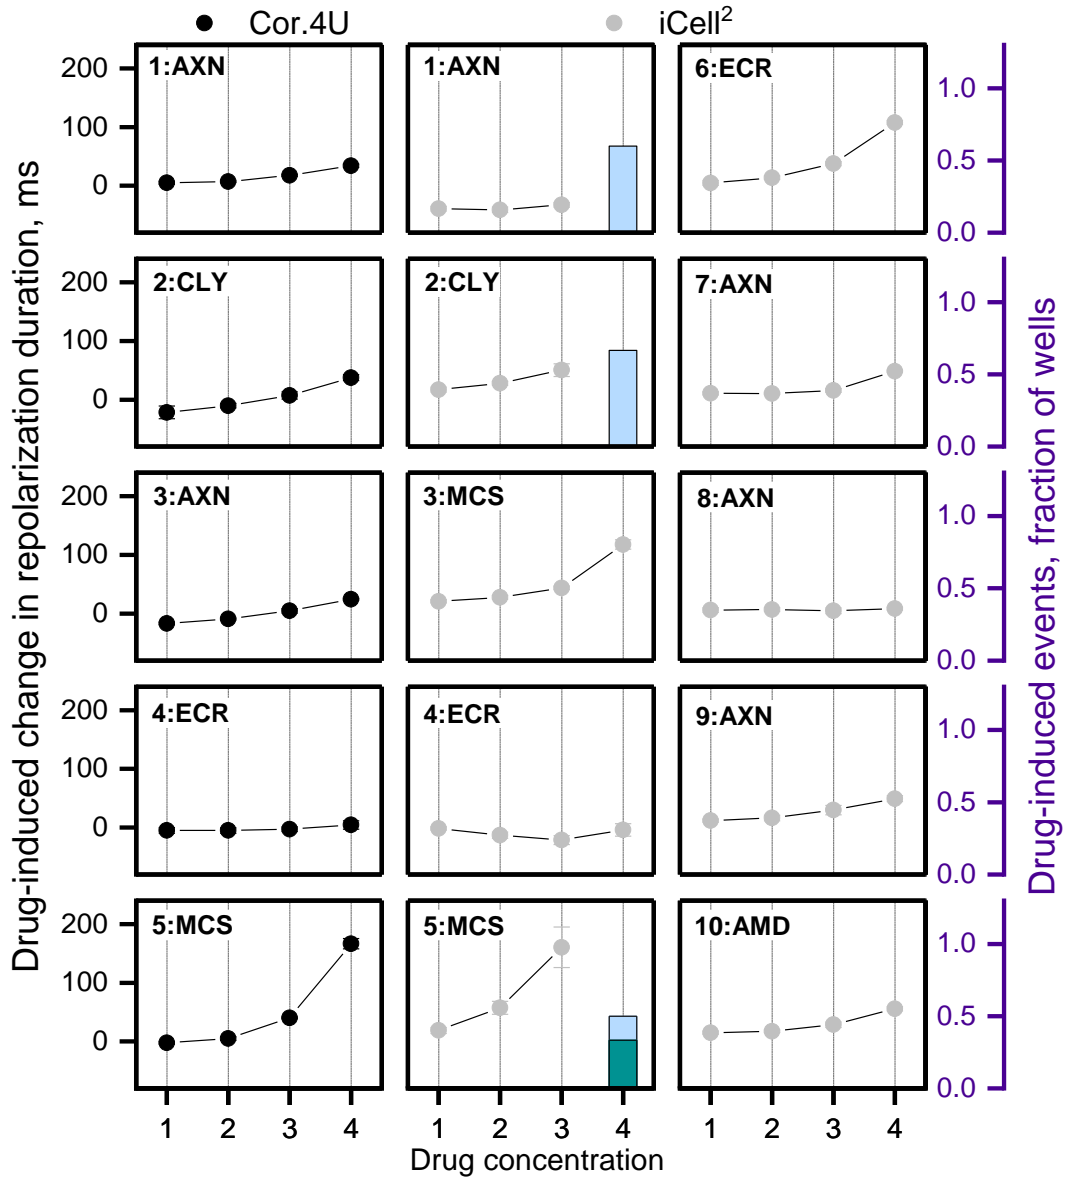 Cor.4U
iCell²
Drug-induced change in repolarization duration, ms
200
100
0
1:AXN
1:AXN
6:ECR
1.0
0.5
0.0
200
100
0
2:CLY
2:CLY
7:AXN
1.0
0.5
0.0
200
100
0
3:AXN
3:MCS
8:AXN
1.0
0.5
0.0
200
100
0
4:ECR
4:ECR
9:AXN
1.0
0.5
0.0
200
100
0
5:MCS
5:MCS
10:AMD
1.0
0.5
0.0
Drug-induced events, fraction of wells
1 2 3 4 1 2 3 4 1 2 3 4
Drug concentration